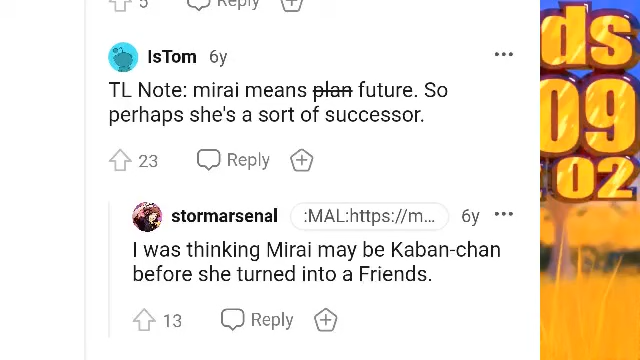 5
Reply
IsTom 6y
TL Note: mirai means plan future. So
perhaps she's a sort of successor.
23 Reply
stormarsenal :MAL:https://m... 6y
I was thinking Mirai may be Kaban-chan
before she turned into a Friends.
13 Reply
ds
09
02